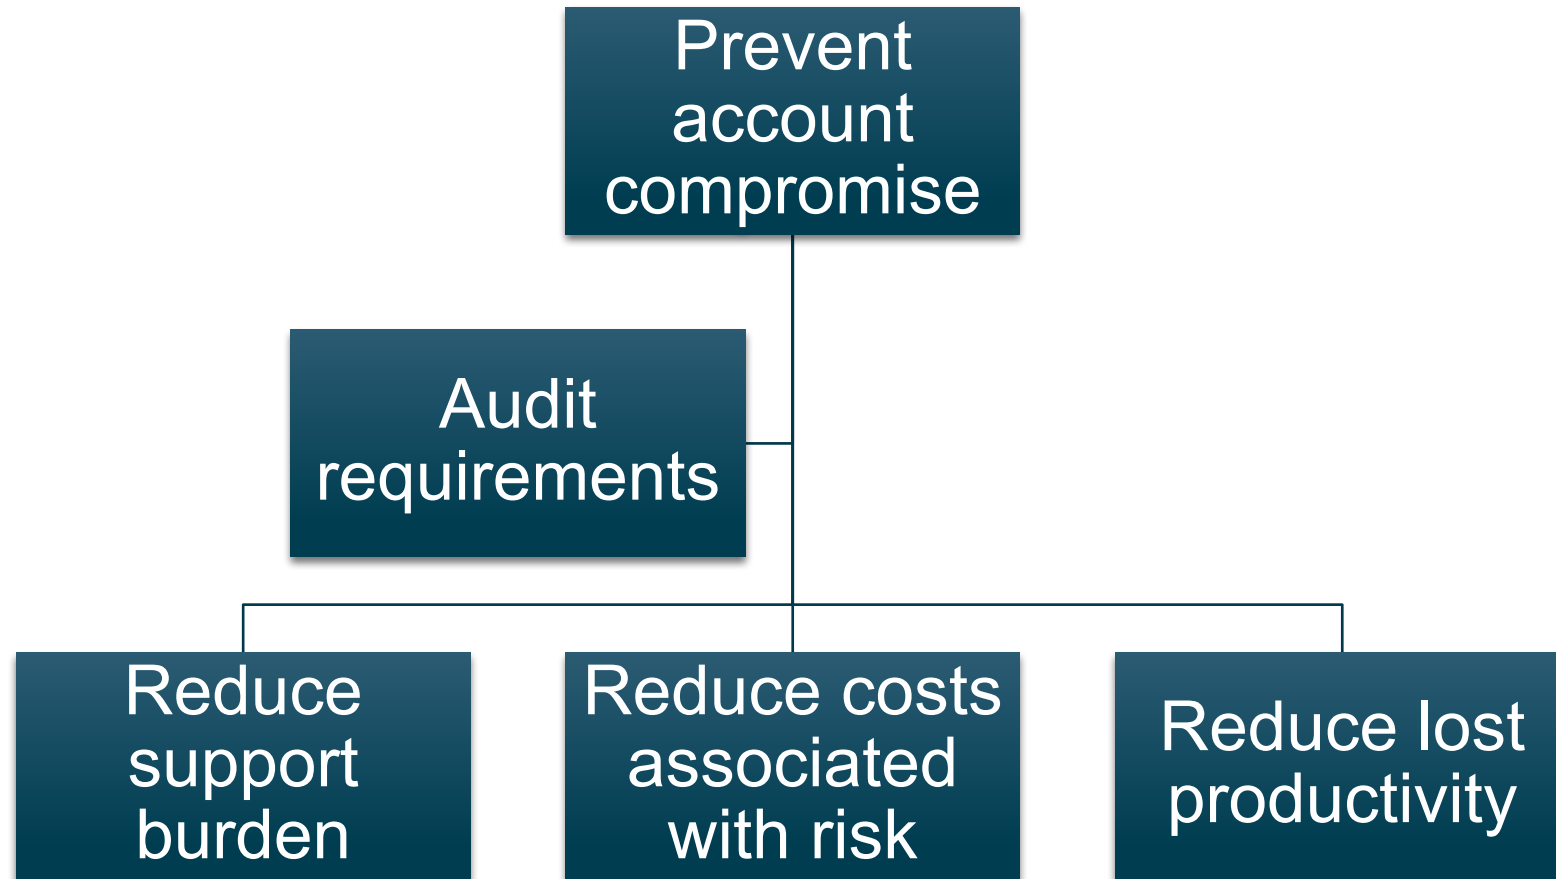 Prevent
account
compromise
Audit
requirements
Reduce
support
burden
Reduce costs
associated
with risk
Reduce lost
productivity